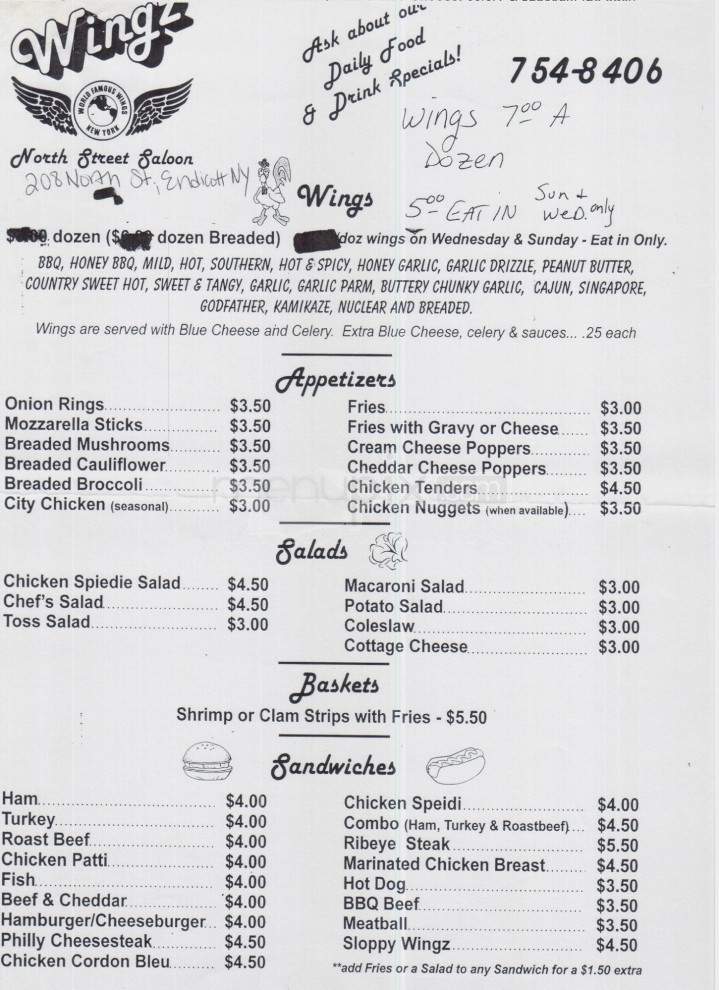 Wingz
WORLD FAMOUS WINGS
NEW YORK
North Street Saloon
208 North St, Endicott NY
Ask about our
Daily Food
& Drink Specials!
754-8406
Wings 7.00 A
Dozen
5.00 EAT IN Sun + Wed. only
Wings
dozen ( dozen Breaded) /doz wings on Wednesday & Sunday - Eat in Only.
BBQ, HONEY BBQ, MILD, HOT, SOUTHERN, HOT & SPICY, HONEY GARLIC, GARLIC DRIZZLE, PEANUT BUTTER,
COUNTRY SWEET HOT, SWEET & TANGY, GARLIC, GARLIC PARM, BUTTERY CHUNKY GARLIC, CAJUN, SINGAPORE,
GODFATHER, KAMIKAZE, NUCLEAR AND BREADED.
Wings are served with Blue Cheese and Celery. Extra Blue Cheese, celery & sauces... .25 each
Appetizers
Onion Rings $3.50
Mozzarella Sticks $3.50
Breaded Mushrooms $3.50
Breaded Cauliflower $3.50
Breaded Broccoli $3.50
City Chicken (seasonal) $3.00
Fries $3.00
Fries with Gravy or Cheese $3.50
Cream Cheese Poppers $3.50
Cheddar Cheese Poppers $3.50
Chicken Tenders $4.50
Chicken Nuggets (when available) $3.50
Salads
Chicken Spiedie Salad $4.50
Chef's Salad $4.50
Toss Salad $3.00
Macaroni Salad $3.00
Potato Salad $3.00
Coleslaw $3.00
Cottage Cheese $3.00
Baskets
Shrimp or Clam Strips with Fries - $5.50
Sandwiches
Ham $4.00
Turkey $4.00
Roast Beef $4.00
Chicken Patti $4.00
Fish $4.00
Beef & Cheddar $4.00
Hamburger/Cheeseburger $4.00
Philly Cheesesteak $4.50
Chicken Cordon Bleu $4.50
Chicken Speidi $4.00
Combo (Ham, Turkey & Roastbeef) $4.50
Ribeye Steak $5.50
Marinated Chicken Breast $4.50
Hot Dog $3.50
BBQ Beef $3.50
Meatball $3.50
Sloppy Wingz $4.50
**add Fries or a Salad to any Sandwich for a $1.50 extra